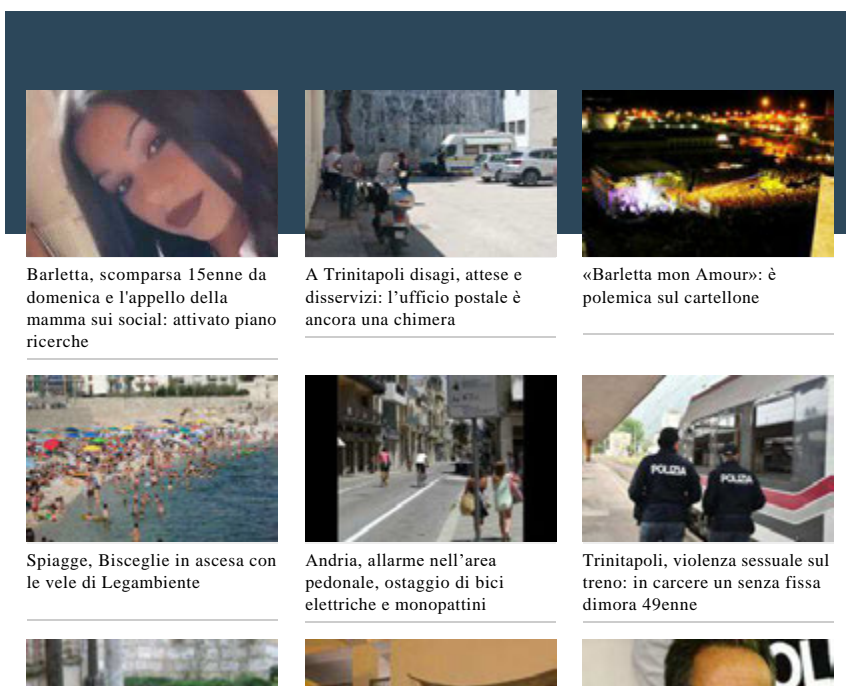 Barletta, scomparsa 15enne da
domenica e l'appello della
mamma sui social: attivato piano
ricerche
A Trinitapoli disagi, attese e
disservizi: l’ufficio postale è
ancora una chimera
«Barletta mon Amour»: è
polemica sul cartellone
POLIZIA
POLIZIA
Spiagge, Bisceglie in ascesa con
le vele di Legambiente
Andria, allarme nell’area
pedonale, ostaggio di bici
elettriche e monopattini
Trinitapoli, violenza sessuale sul
treno: in carcere un senza fissa
dimora 49enne
POL